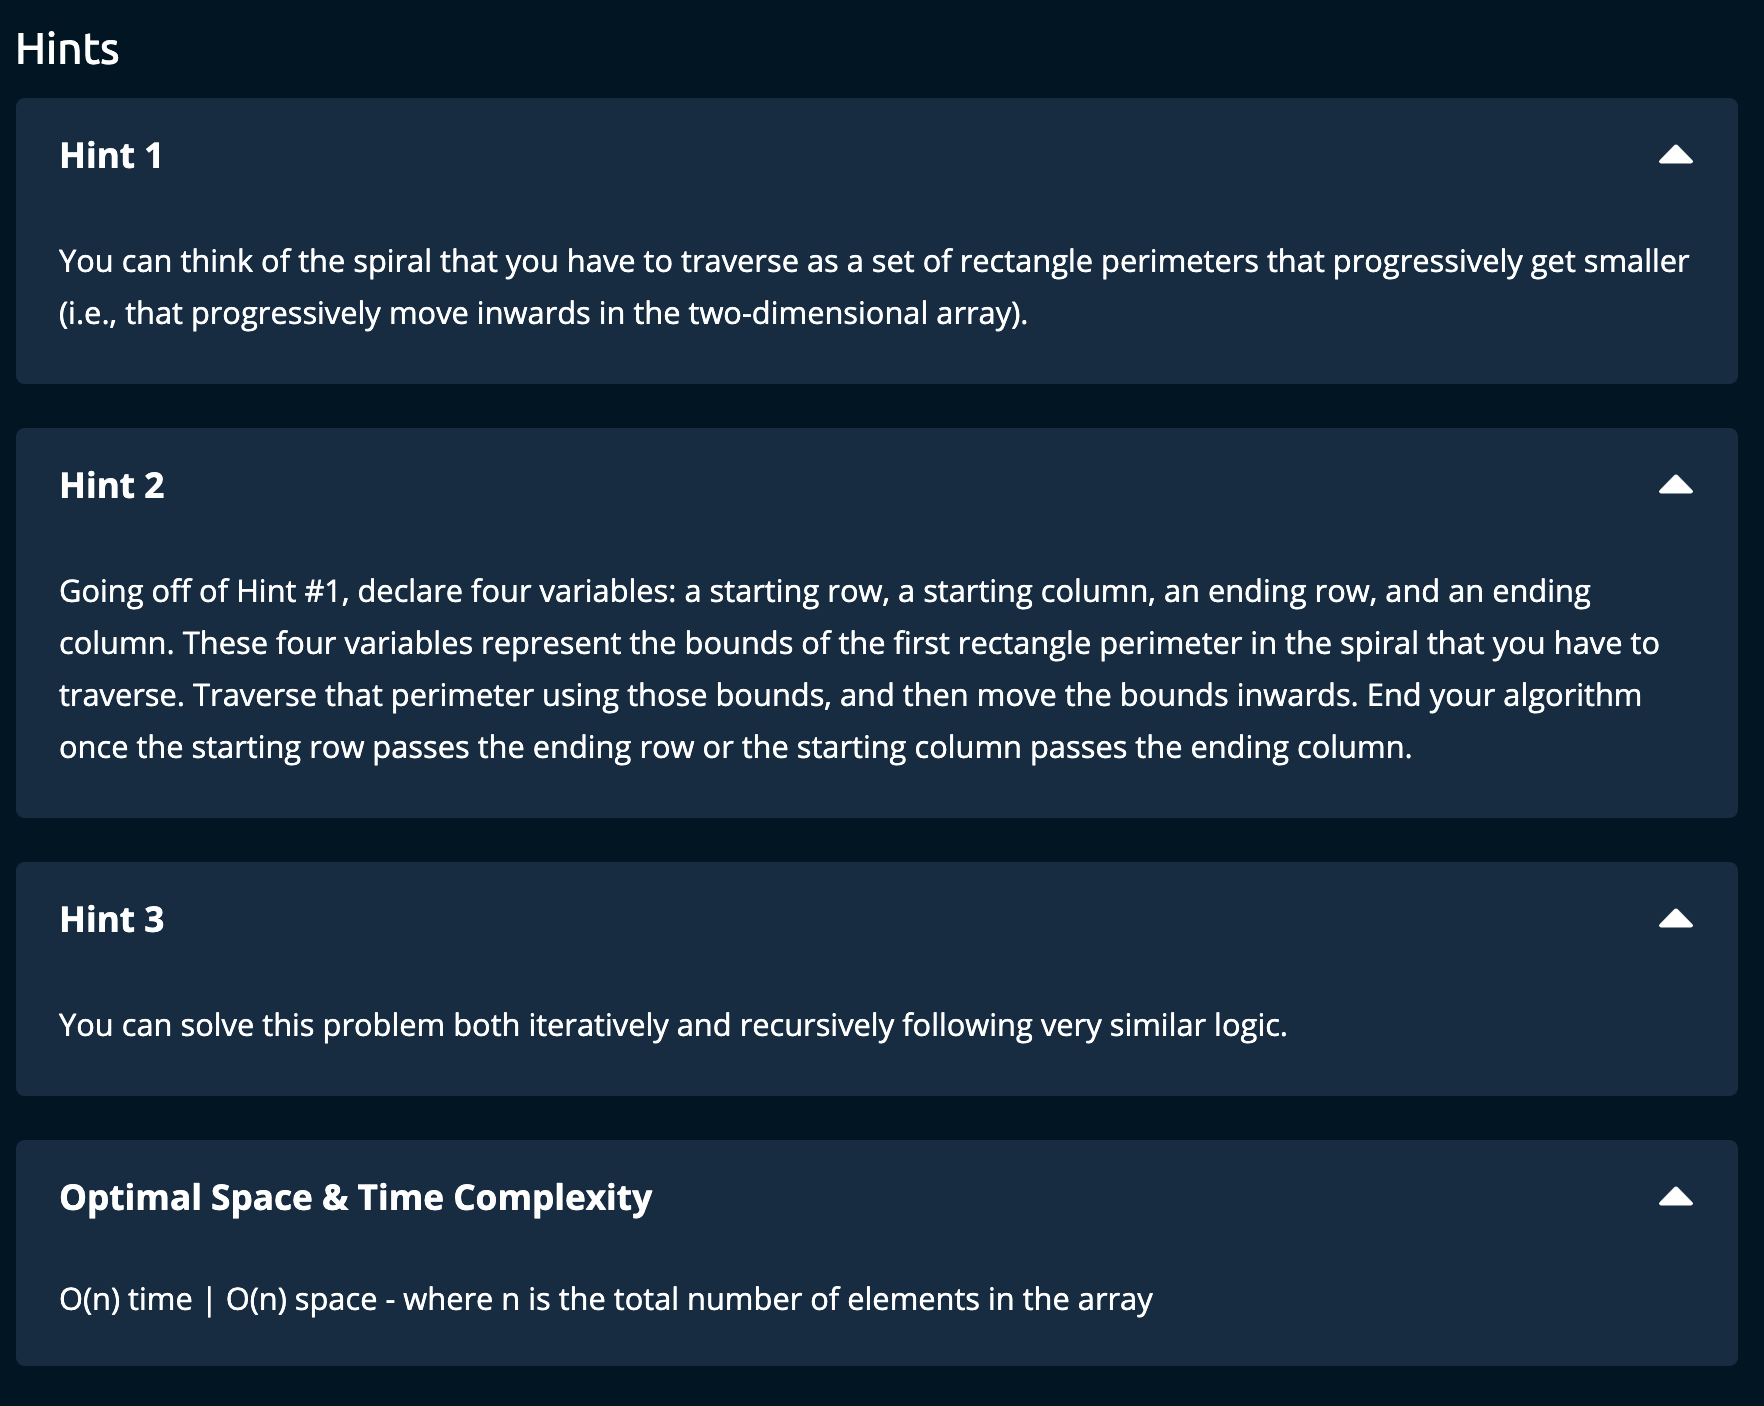 Hints
Hint 1
You can think of the spiral that you have to traverse as a set of rectangle perimeters that progressively get smaller
(i.e., that progressively move inwards in the two-dimensional array).
Hint 2
Going off of Hint #1, declare four variables: a starting row, a starting column, an ending row, and an ending
column. These four variables represent the bounds of the first rectangle perimeter in the spiral that you have to
traverse. Traverse that perimeter using those bounds, and then move the bounds inwards. End your algorithm
once the starting row passes the ending row or the starting column passes the ending column.
Hint 3
You can solve this problem both iteratively and recursively following very similar logic.
Optimal Space & Time Complexity
O(n) time | O(n) space - where n is the total number of elements in the array